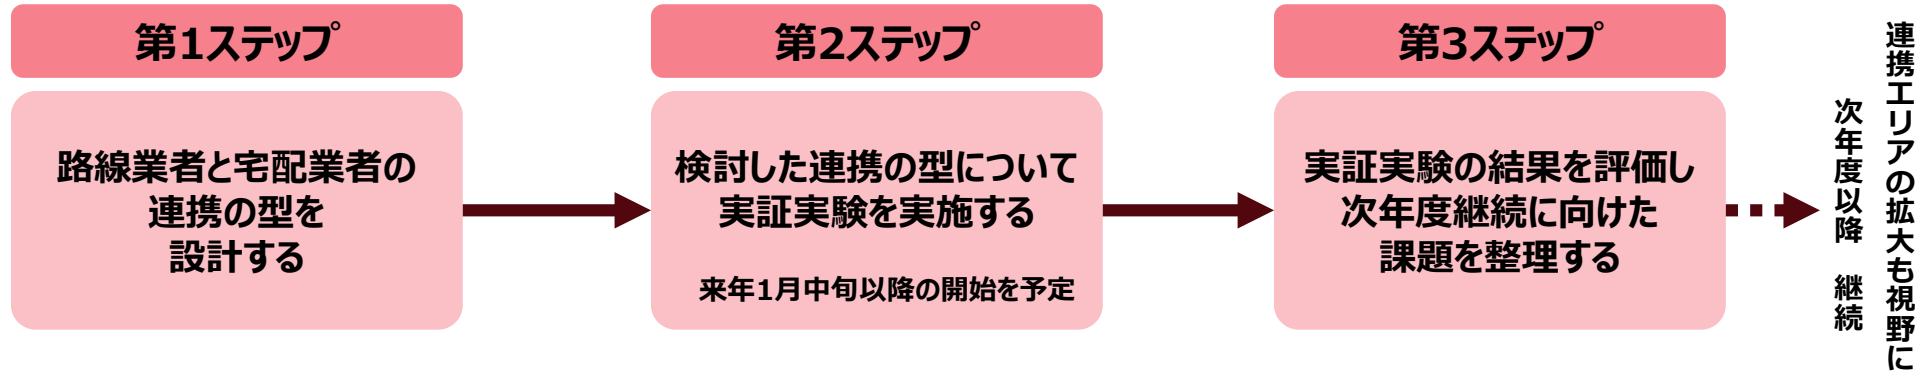 第1ステップ
路線業者と宅配業者の
連携の型を
設計する
第2ステップ
検討した連携の型について
実証実験を実施する
来年1月中旬以降の開始を予定
第3ステップ
実証実験の結果を評価し
次年度継続に向けた
課題を整理する
連携エリアの拡大も視野に
次年度以降　継続